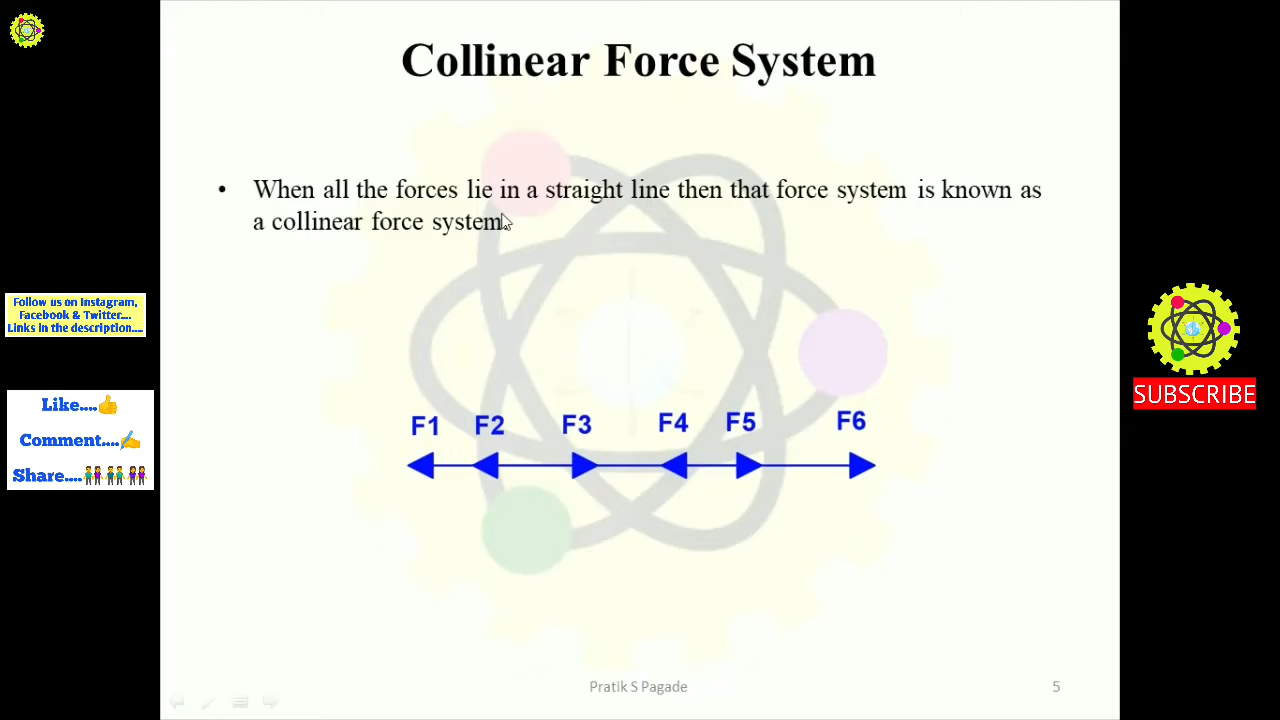 Collinear Force System
• When all the forces lie in a straight line then that force system is known as
a collinear force system
Follow us on Instagram,
Facebook & Twitter....
Links in the description....
Like....👍
Comment....✍
Share....👬👬👭
F1 F2 F3 F4 F5 F6
SUBSCRIBE
Pratik S Pagade
5